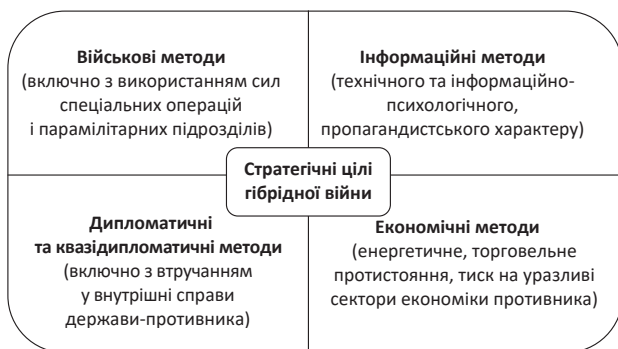 Військові методи
(включно з використанням сил
спеціальних операцій
і парамілітарних підрозділів)
Інформаційні методи
(технічного та інформаційно-
психологічного,
пропагандистського характеру)
Стратегічні цілі
гібрідної війни
Дипломатичні
та квазідипломатичні методи
(включно з втручанням
у внутрішні справи
держави-противника)
Економічні методи
(енергетичне, торговельне
протистояння, тиск на уразливі
сектори економіки противника)